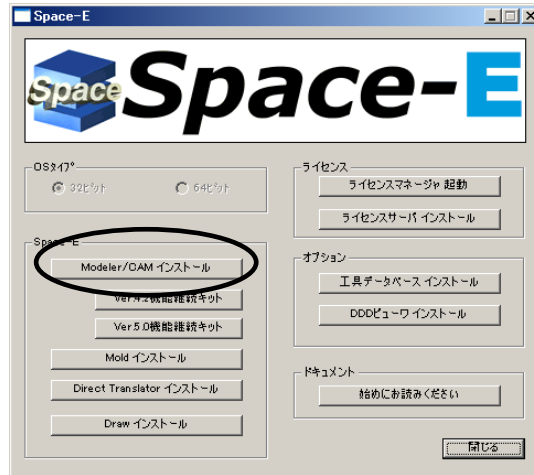 Space-E
Space
Space-E
OSﾀｲﾌﾟ
32ﾋﾞｯﾄ
64ﾋﾞｯﾄ
Space-E
Modeler/CAM インストール
Ver.4.2機能継続キット
Ver.5.0機能継続キット
Mold インストール
Direct Translator インストール
Draw インストール
ライセンス
ライセンスマネージャ 起動
ライセンスサーバ インストール
オプション
工具データベース インストール
DDDビューワ インストール
ドキュメント
始めにお読みください
閉じる